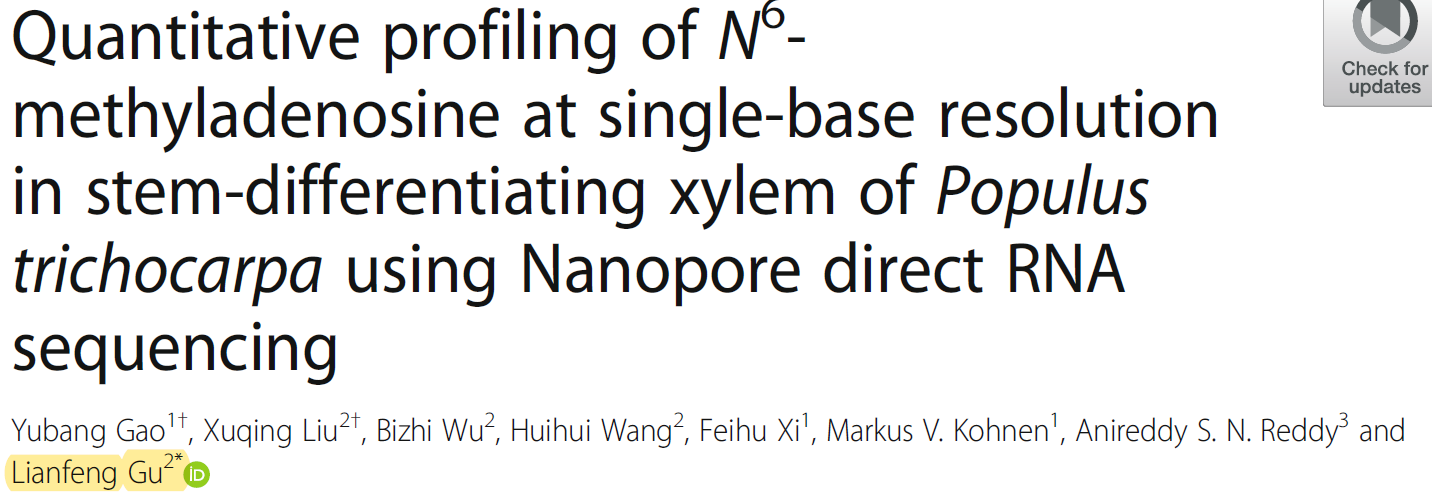 Quantitative profiling of N⁶-
methyladenosine at single-base resolution
in stem-differentiating xylem of Populus
trichocarpa using Nanopore direct RNA
sequencing
Check for
updates
Yubang Gao¹†, Xuqing Liu²†, Bizhi Wu², Huihui Wang², Feihu Xi¹, Markus V. Kohnen¹, Anireddy S. N. Reddy³ and
Lianfeng Gu²* iD